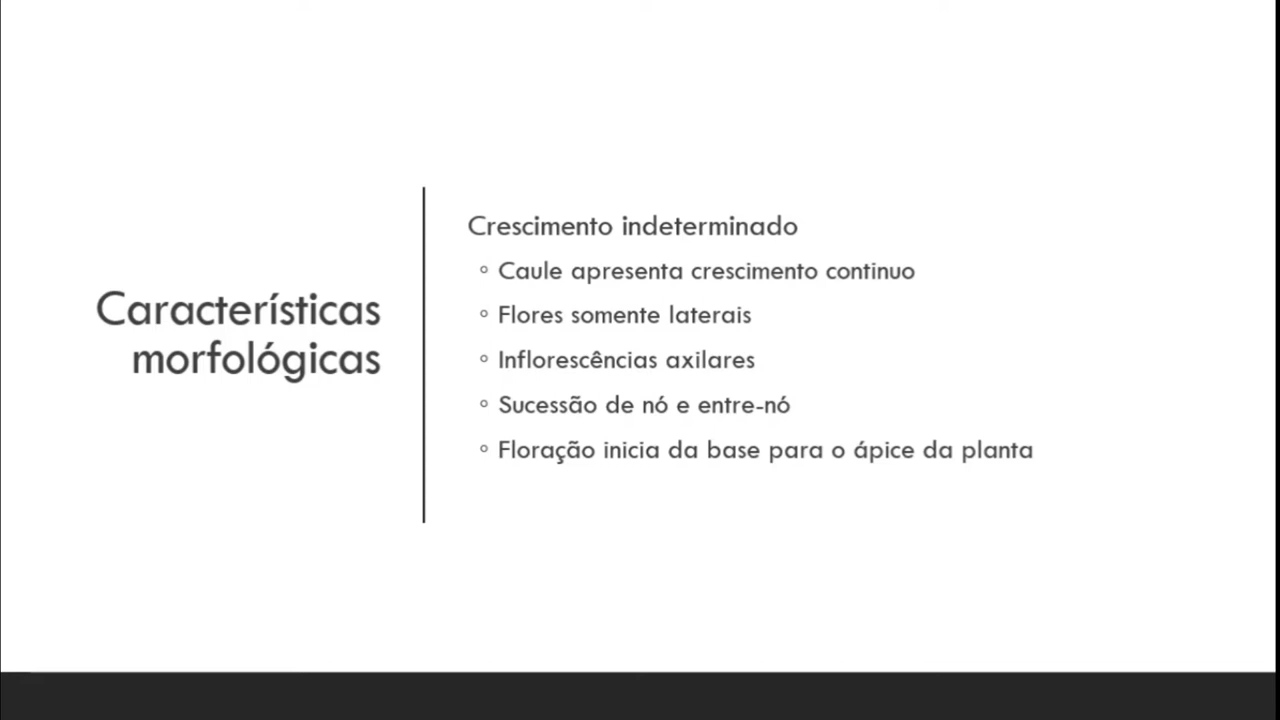 Características
morfológicas
Crescimento indeterminado
◦ Caule apresenta crescimento continuo
◦ Flores somente laterais
◦ Inflorescências axilares
◦ Sucessão de nó e entre-nó
◦ Floração inicia da base para o ápice da planta